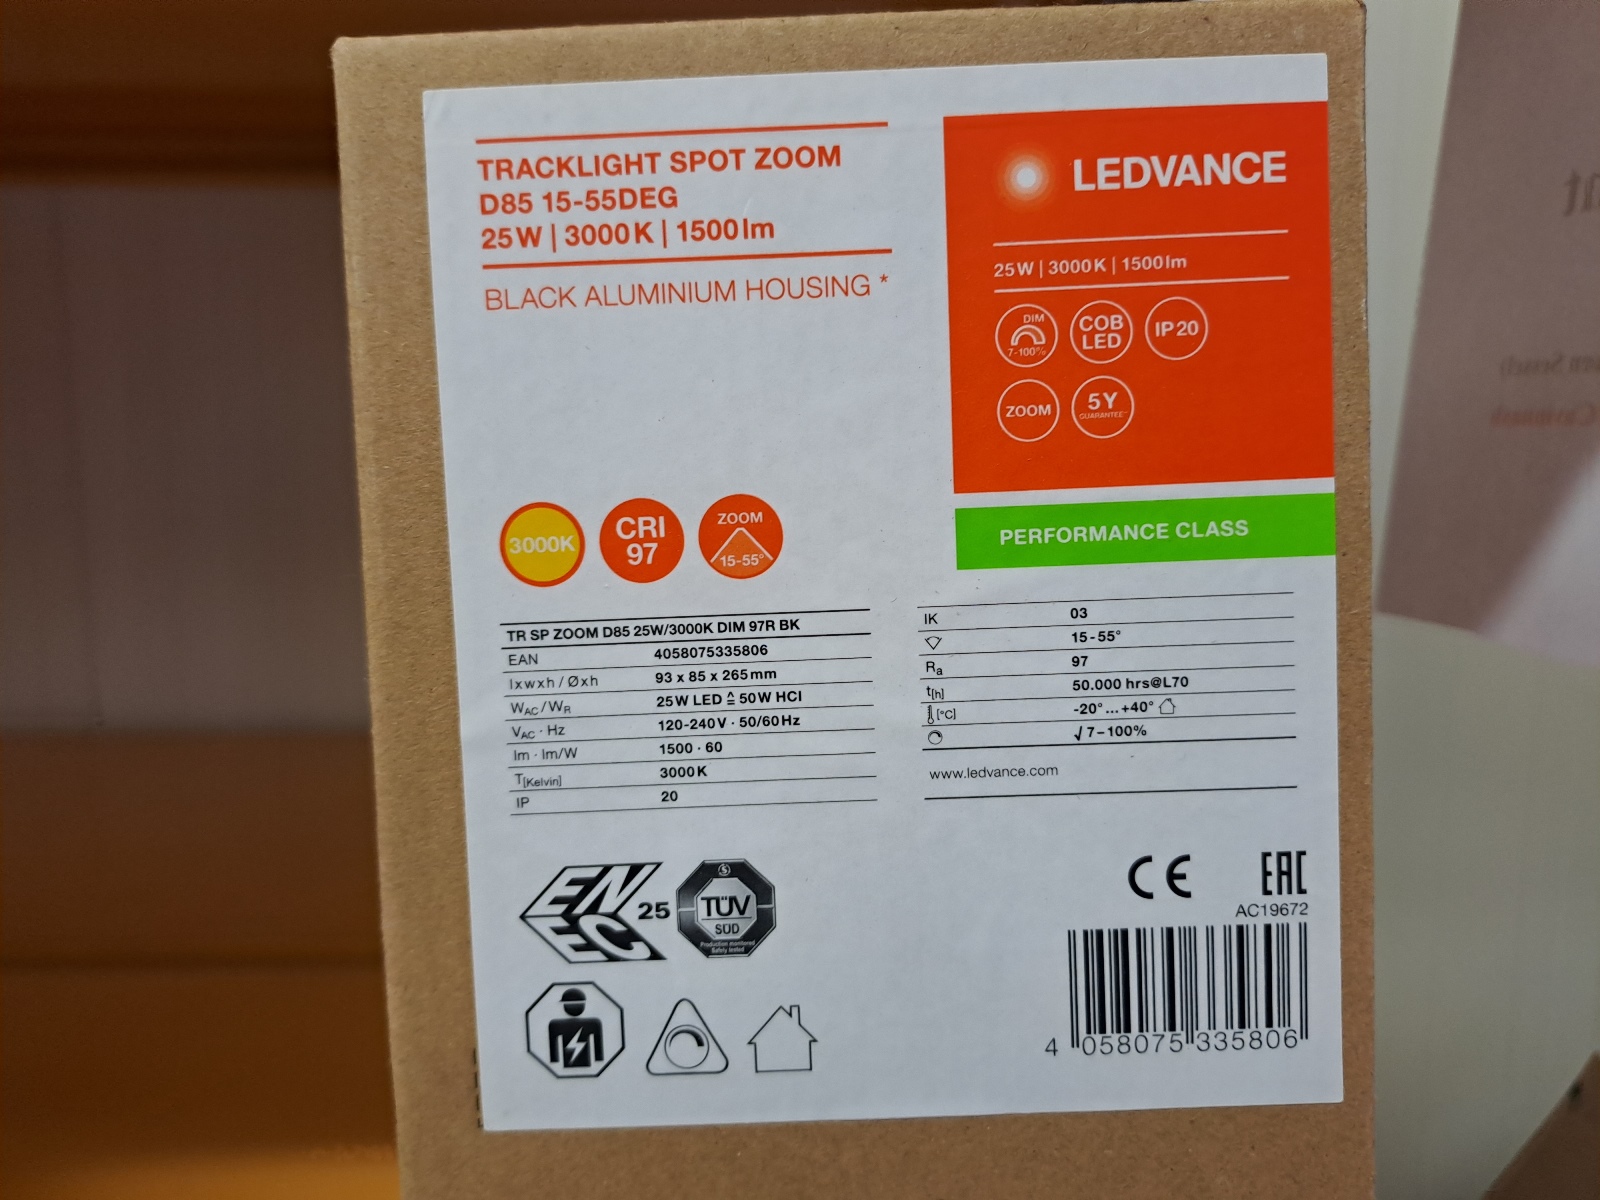 TRACKLIGHT SPOT ZOOM
D85 15-55DEG
25W | 3000K | 1500lm
BLACK ALUMINIUM HOUSING *
LEDVANCE
25W | 3000K | 1500lm
DIM
7-100%
COB
LED
IP20
ZOOM
5Y
GUARANTEE
PERFORMANCE CLASS
3000K
CRI
97
ZOOM
15-55°
TR SP ZOOM D85 25W/3000K DIM 97R BK
EAN 4058075335806
lxwxh / Øxh 93 x 85 x 265mm
WAC/WR 25W LED ≙ 50W HCI
VAC · Hz 120-240V · 50/60Hz
lm · lm/W 1500 · 60
T[Kelvin] 3000K
IP 20
IK 03
15-55°
Ra 97
t[h] 50.000 hrs@L70
[°C] -20°...+40°
√ 7-100%
www.ledvance.com
ENEC 25
TÜV
SÜD
Production monitored
Safety tested
CE
EAC
AC19672
4 058075 335806